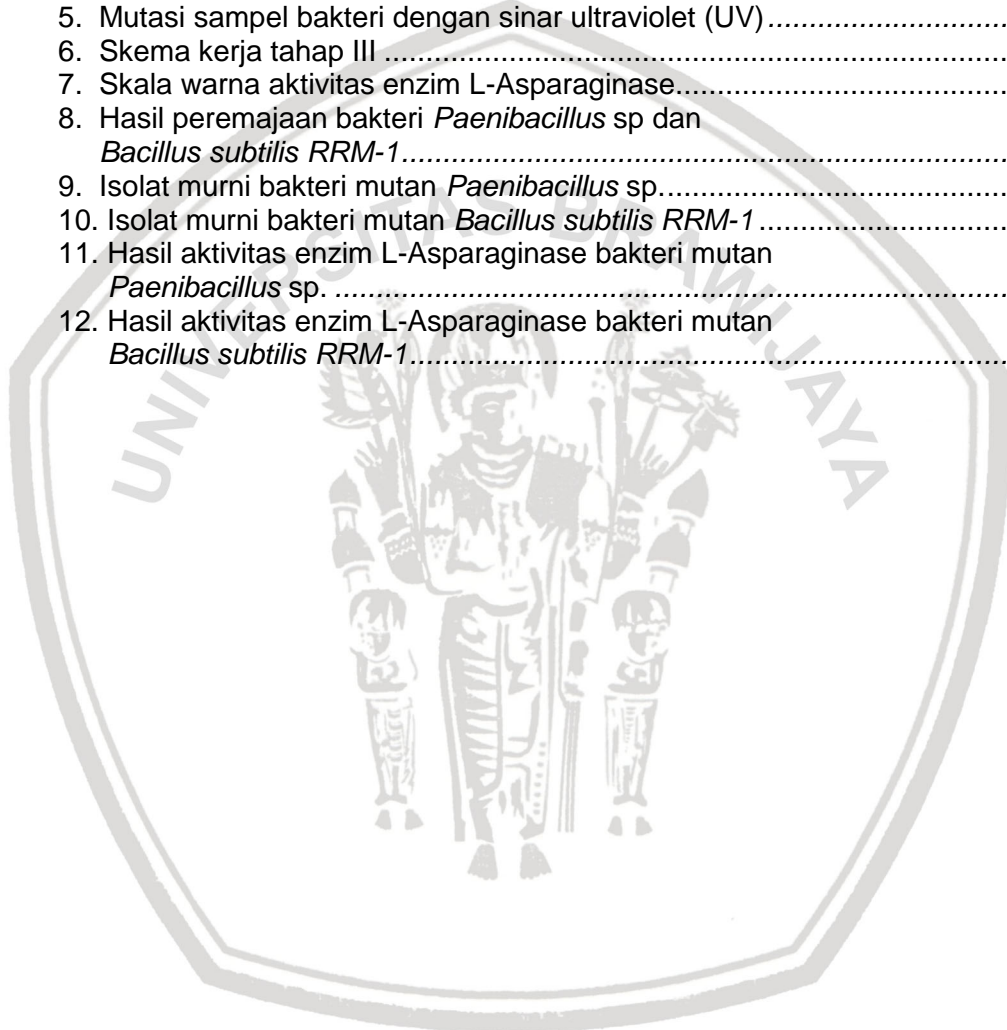 5. Mutasi sampel bakteri dengan sinar ultraviolet (UV)........................................
6. Skema kerja tahap III ........................................................................................
7. Skala warna aktivitas enzim L-Asparaginase....................................................
8. Hasil peremajaan bakteri Paenibacillus sp dan
Bacillus subtilis RRM-1......................................................................................
9. Isolat murni bakteri mutan Paenibacillus sp......................................................
10. Isolat murni bakteri mutan Bacillus subtilis RRM-1 ..........................................
11. Hasil aktivitas enzim L-Asparaginase bakteri mutan
Paenibacillus sp. ................................................................................................
12. Hasil aktivitas enzim L-Asparaginase bakteri mutan
Bacillus subtilis RRM-1......................................................................................
UNIVERSITAS BRAWIJAYA